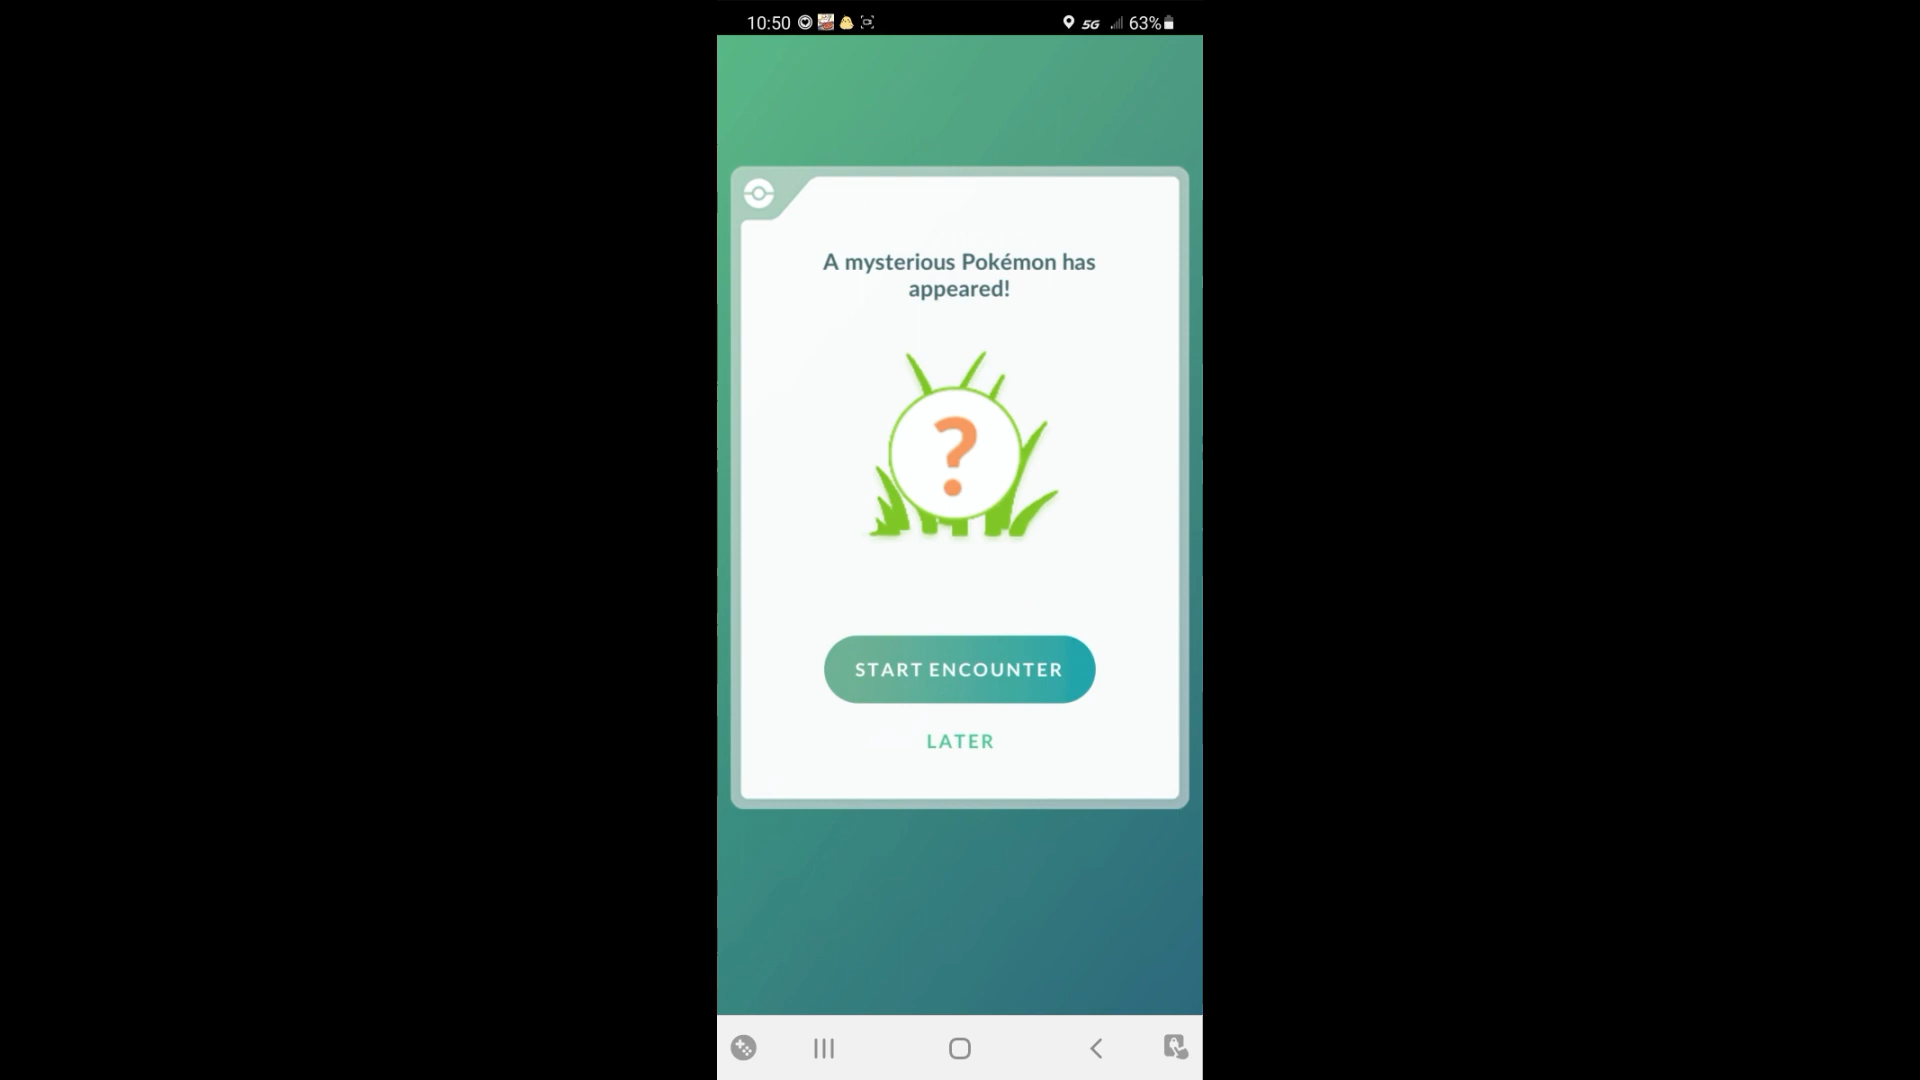 10:50
5G 63%
A mysterious Pokémon has
appeared!
?
START ENCOUNTER
LATER